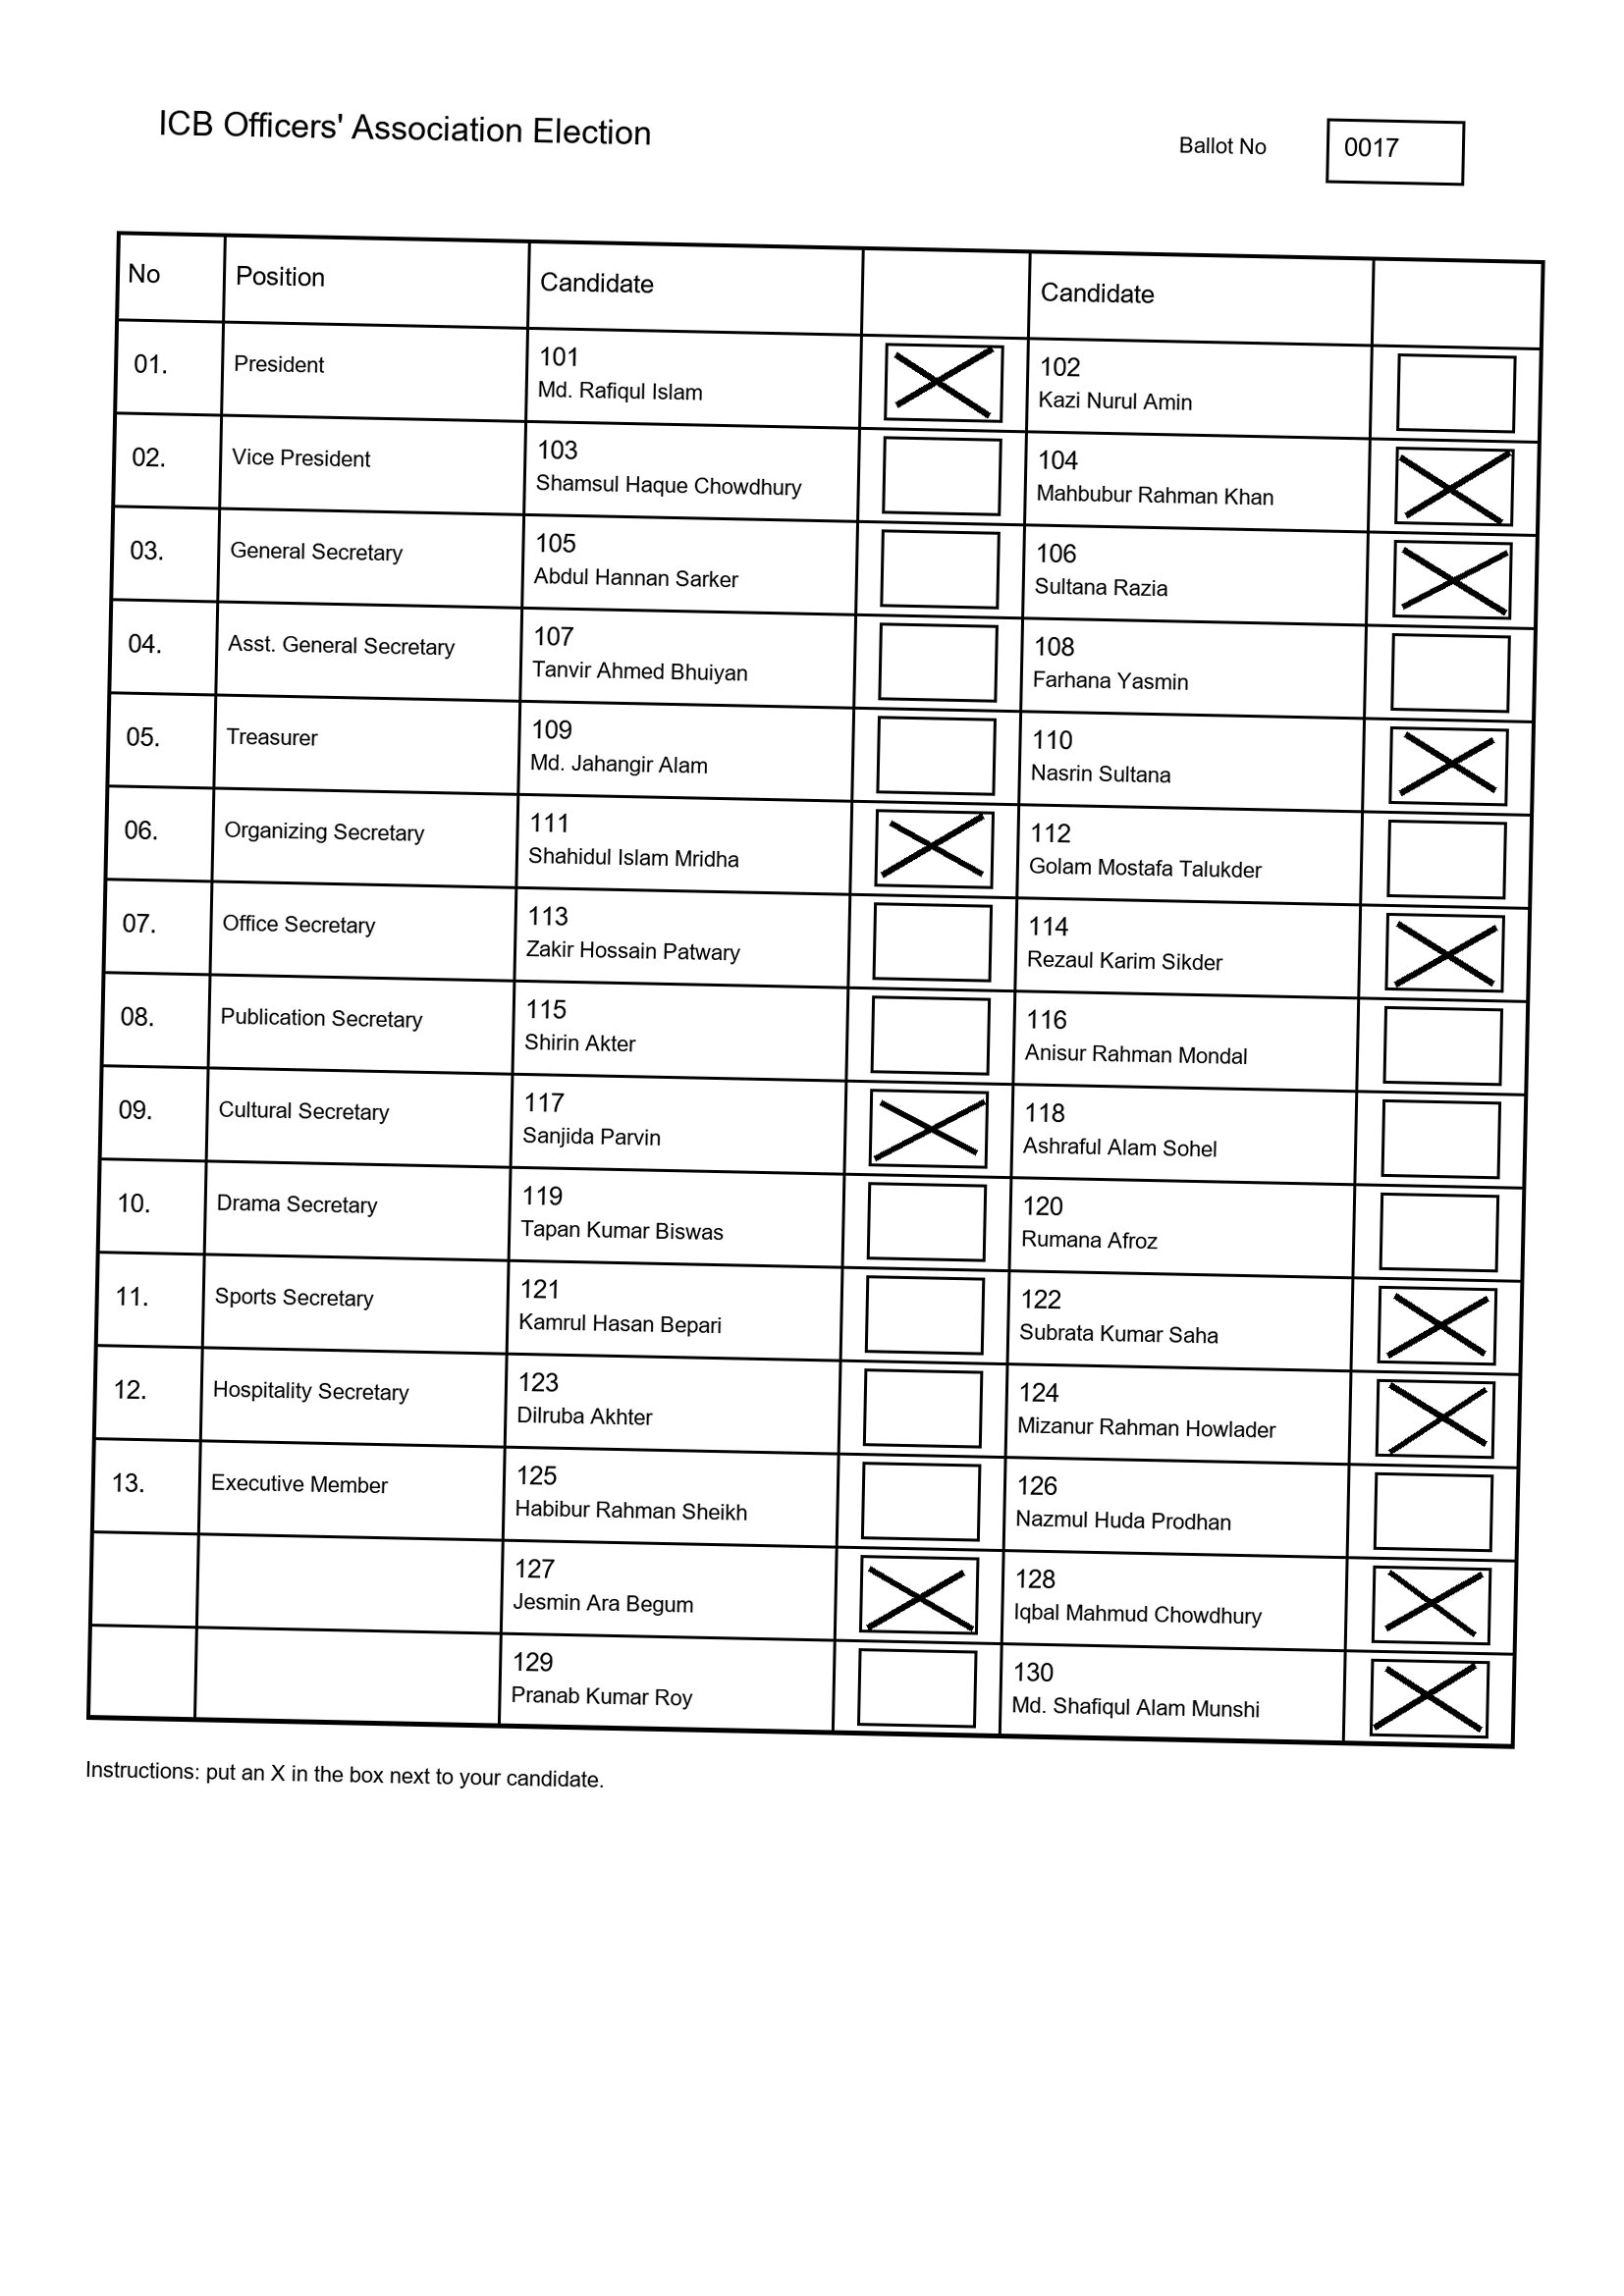 ICB Officers' Association Election
Ballot No 0017
No Position Candidate Candidate
01. President 101 Md. Rafiqul Islam 102 Kazi Nurul Amin
02. Vice President 103 Shamsul Haque Chowdhury 104 Mahbubur Rahman Khan
03. General Secretary 105 Abdul Hannan Sarker 106 Sultana Razia
04. Asst. General Secretary 107 Tanvir Ahmed Bhuiyan 108 Farhana Yasmin
05. Treasurer 109 Md. Jahangir Alam 110 Nasrin Sultana
06. Organizing Secretary 111 Shahidul Islam Mridha 112 Golam Mostafa Talukder
07. Office Secretary 113 Zakir Hossain Patwary 114 Rezaul Karim Sikder
08. Publication Secretary 115 Shirin Akter 116 Anisur Rahman Mondal
09. Cultural Secretary 117 Sanjida Parvin 118 Ashraful Alam Sohel
10. Drama Secretary 119 Tapan Kumar Biswas 120 Rumana Afroz
11. Sports Secretary 121 Kamrul Hasan Bepari 122 Subrata Kumar Saha
12. Hospitality Secretary 123 Dilruba Akhter 124 Mizanur Rahman Howlader
13. Executive Member 125 Habibur Rahman Sheikh 126 Nazmul Huda Prodhan
127 Jesmin Ara Begum 128 Iqbal Mahmud Chowdhury
129 Pranab Kumar Roy 130 Md. Shafiqul Alam Munshi
Instructions: put an X in the box next to your candidate.